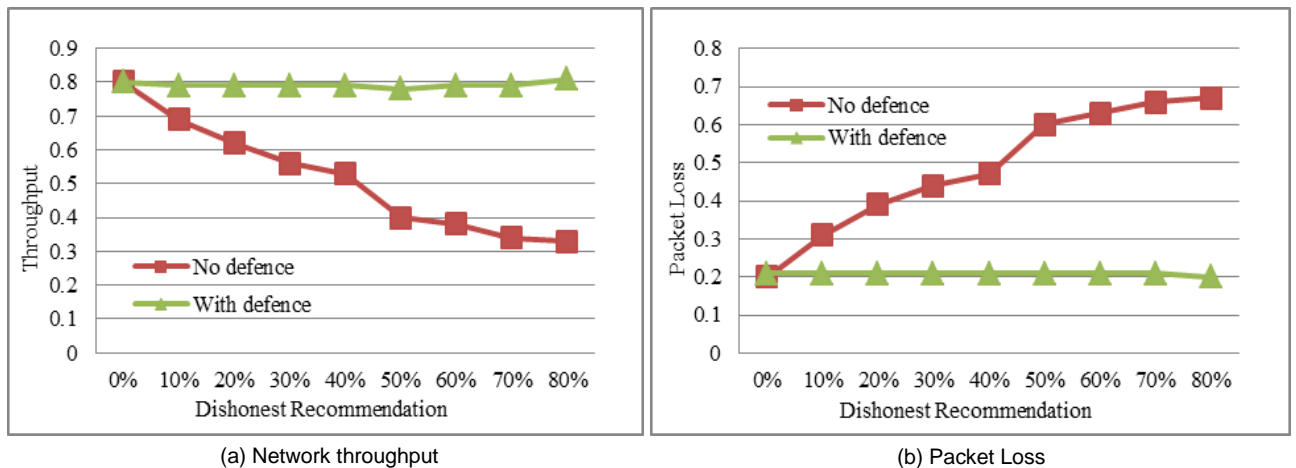 0.9
0.8
0.7
0.6
0.5
0.4
0.3
0.2
0.1
0
Throughput
No defence
With defence
0% 10% 20% 30% 40% 50% 60% 70% 80%
Dishonest Recommendation
(a) Network throughput
0.8
0.7
0.6
0.5
0.4
0.3
0.2
0.1
0
Packet Loss
No defence
With defence
0% 10% 20% 30% 40% 50% 60% 70% 80%
Dishonest Recommendation
(b) Packet Loss